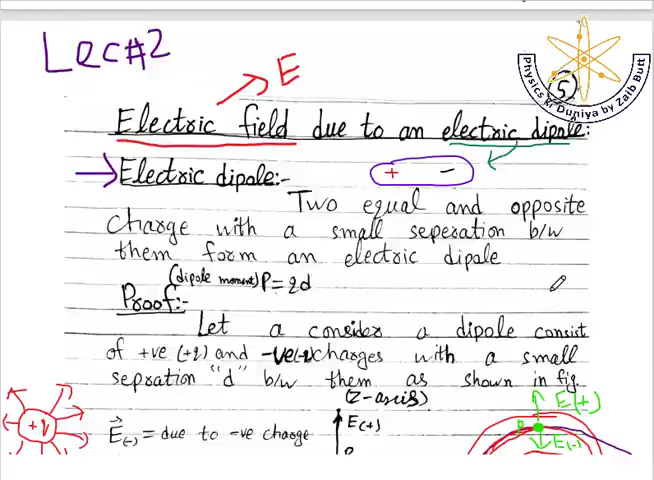 Lec#2
E
Physics Ki Duniya by Zaib Butt
5
Electric field due to an electric dipole:
Electric dipole:-
+ -
Two equal and opposite
charge with a small seperation b/w
them form an electric dipole
(dipole moment) P=qd
Proof:-
Let a consider a dipole consist
of +ve (+q) and -ve(-q) charges with a small
sepration "d" b/w them as shown in fig.
(Z-axis)
E(+)
+q
E(-) = due to -ve charge
E(+)
P
E(-)